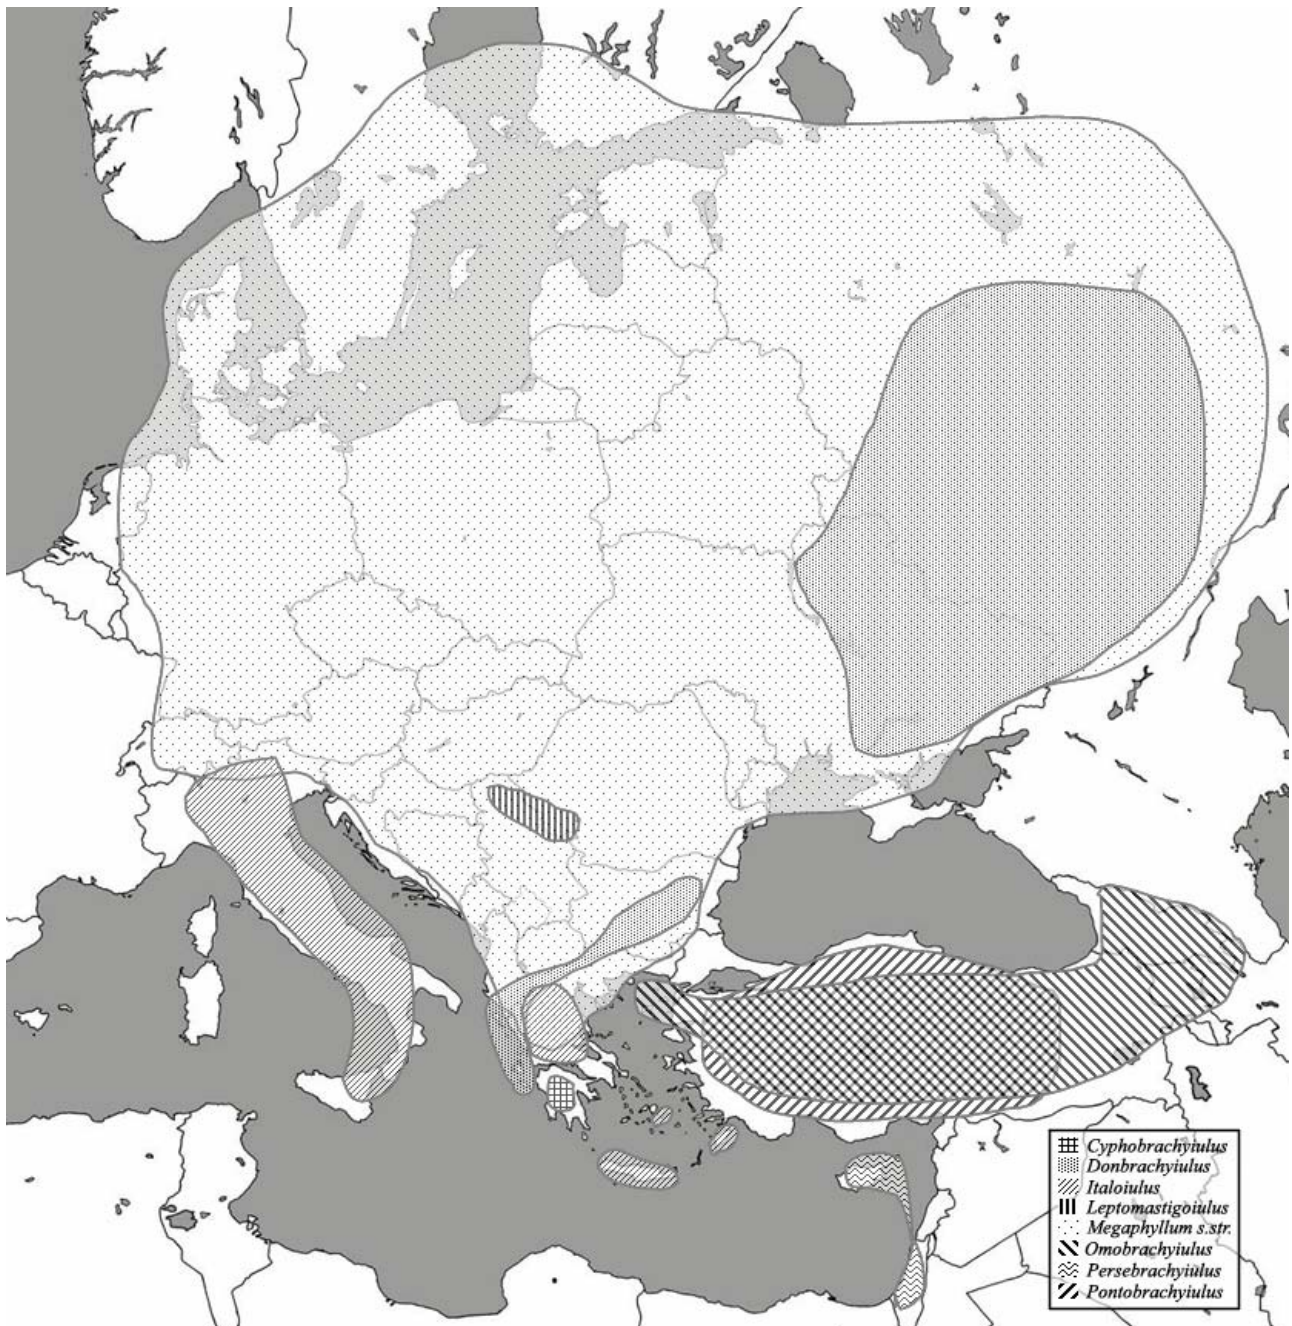 Cyphobrachyiulus
Donbrachyiulus
Italoiulus
Leptomastigoiulus
Megaphyllum s.str.
Omobrachyiulus
Persebrachyiulus
Pontobrachyiulus